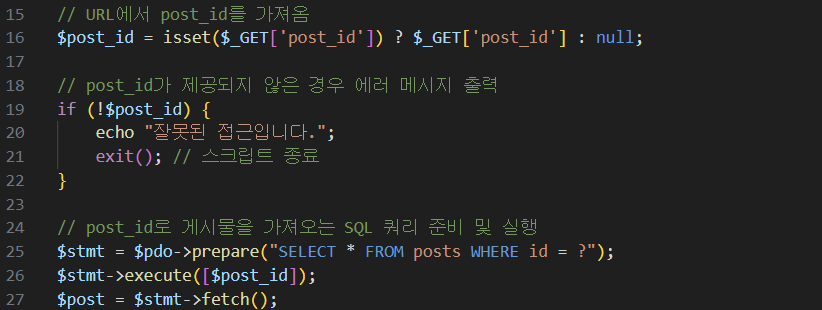 15 // URL에서 post_id를 가져옴
16 $post_id = isset($_GET['post_id']) ? $_GET['post_id'] : null;
17
18 // post_id가 제공되지 않은 경우 에러 메시지 출력
19 if (!$post_id) {
20     echo "잘못된 접근입니다.";
21     exit(); // 스크립트 종료
22 }
23
24 // post_id로 게시물을 가져오는 SQL 쿼리 준비 및 실행
25 $stmt = $pdo->prepare("SELECT * FROM posts WHERE id = ?");
26 $stmt->execute([$post_id]);
27 $post = $stmt->fetch();